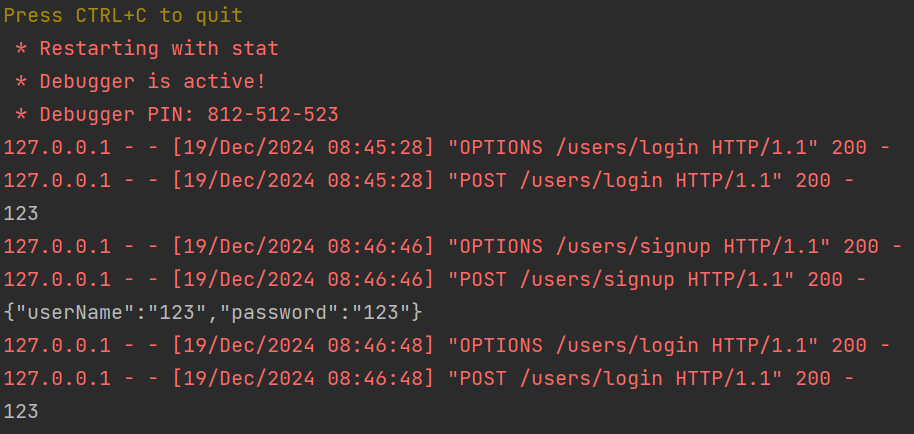 Press CTRL+C to quit
 * Restarting with stat
 * Debugger is active!
 * Debugger PIN: 812-512-523
127.0.0.1 - - [19/Dec/2024 08:45:28] "OPTIONS /users/login HTTP/1.1" 200 -
127.0.0.1 - - [19/Dec/2024 08:45:28] "POST /users/login HTTP/1.1" 200 -
123
127.0.0.1 - - [19/Dec/2024 08:46:46] "OPTIONS /users/signup HTTP/1.1" 200 -
127.0.0.1 - - [19/Dec/2024 08:46:46] "POST /users/signup HTTP/1.1" 200 -
{"userName":"123","password":"123"}
127.0.0.1 - - [19/Dec/2024 08:46:48] "OPTIONS /users/login HTTP/1.1" 200 -
127.0.0.1 - - [19/Dec/2024 08:46:48] "POST /users/login HTTP/1.1" 200 -
123